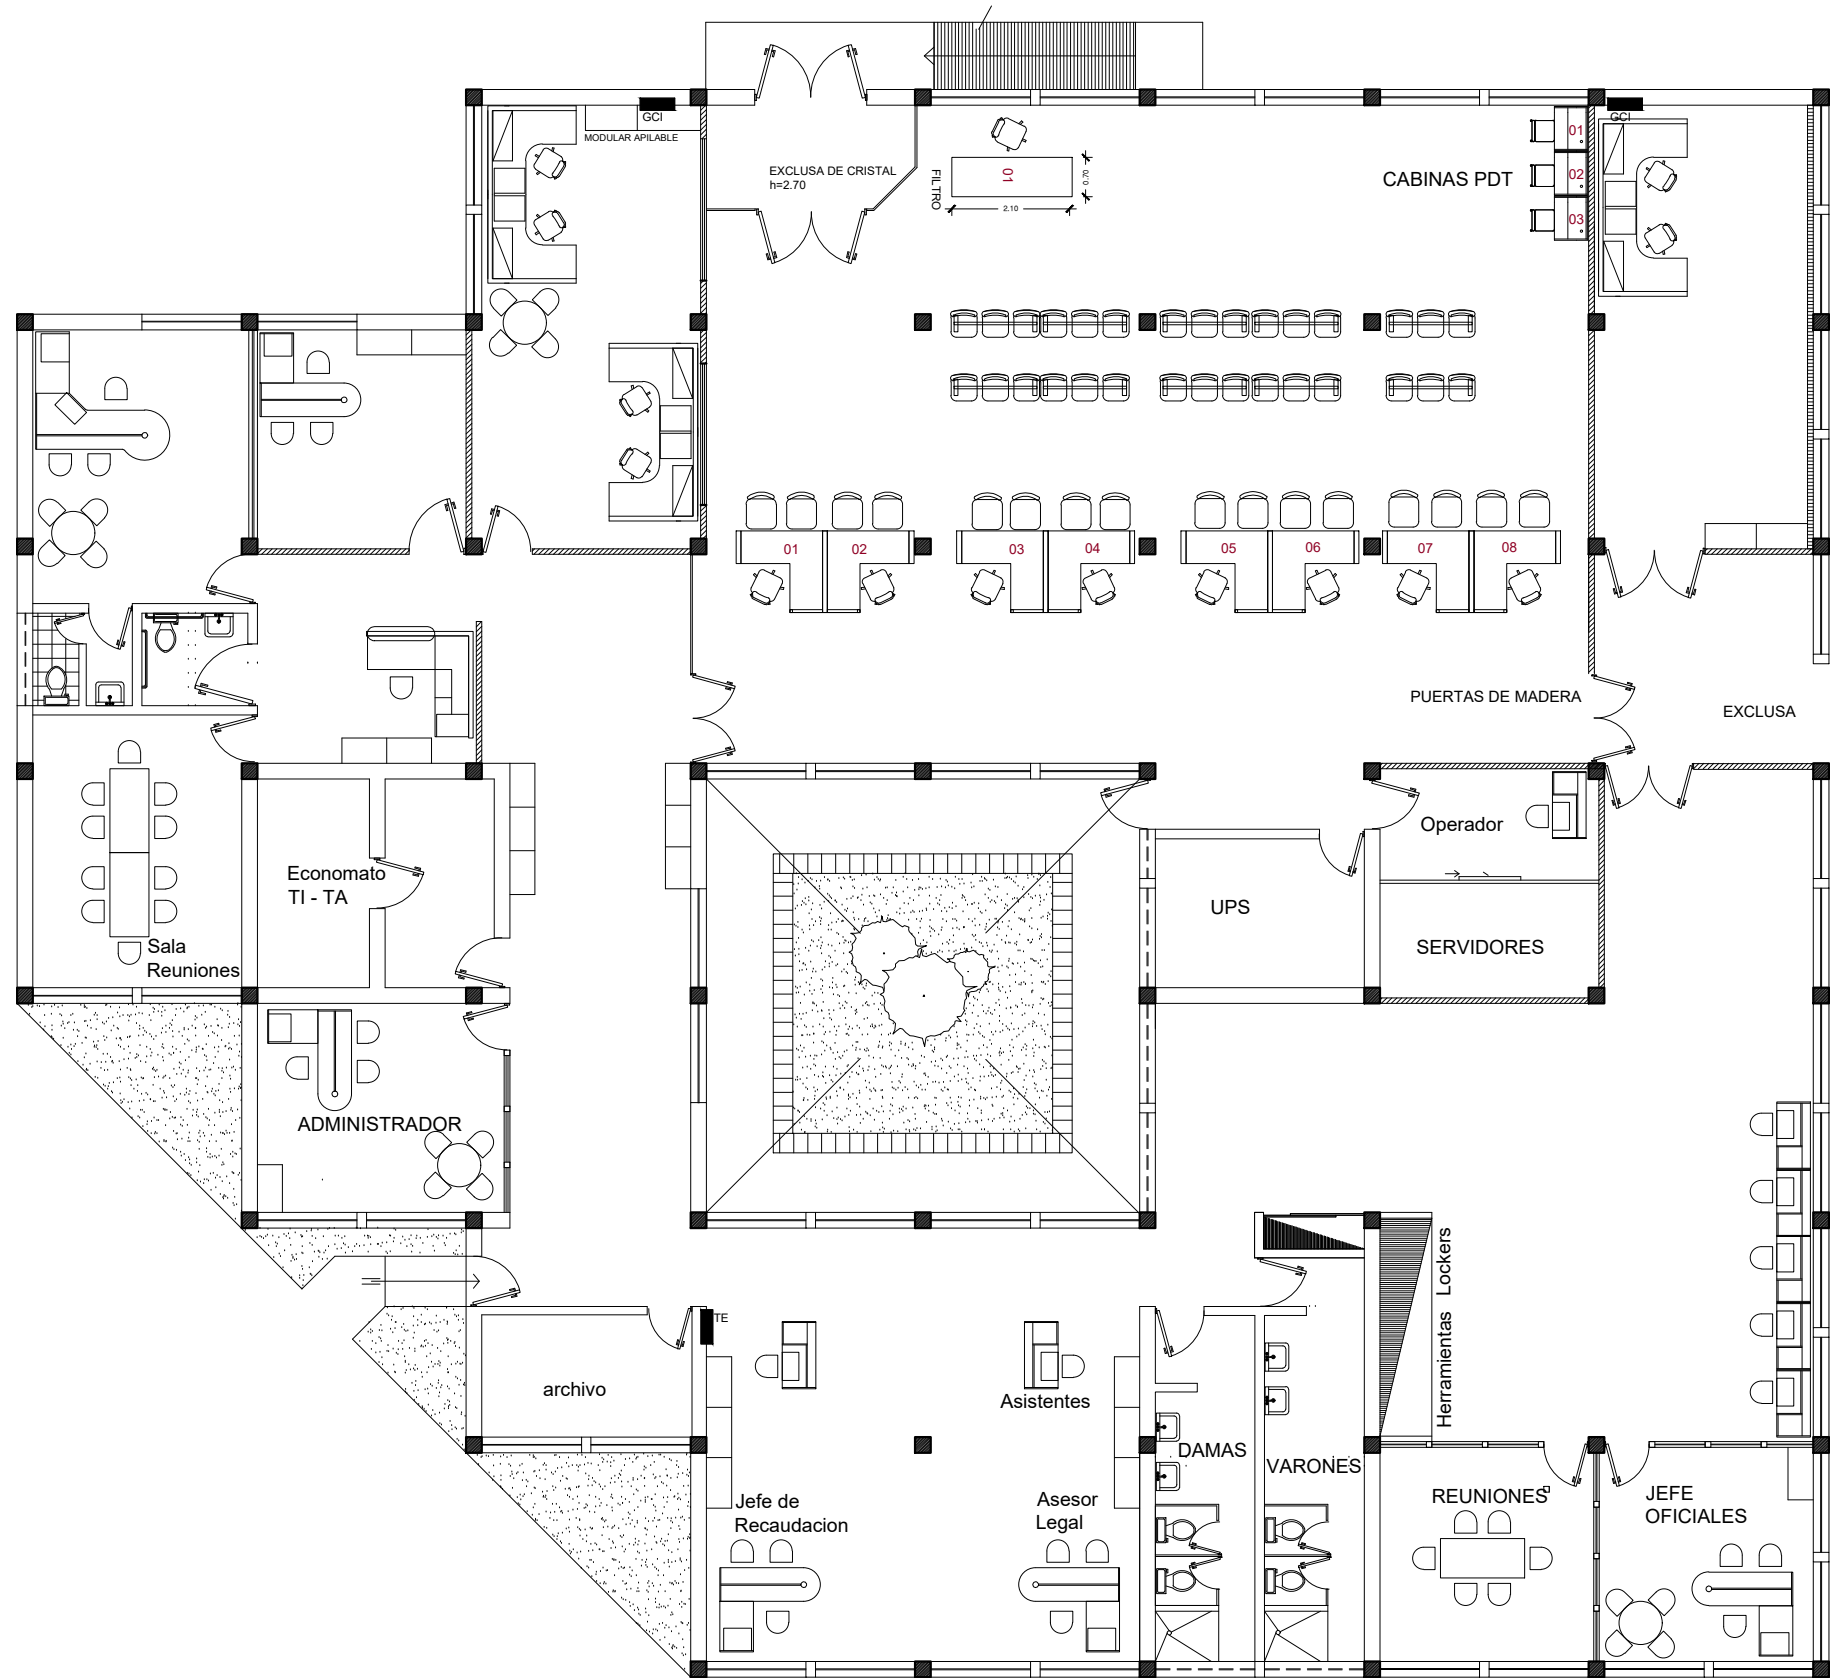 GCI
MODULAR APILABLE
EXCLUSA DE CRISTAL
h=2.70
FILTRO
01
0.70
2.10
CABINAS PDT
01
02
03
GCI
01
02
03
04
05
06
07
08
PUERTAS DE MADERA
EXCLUSA
Operador
UPS
SERVIDORES
Economato
TI - TA
Sala
Reuniones
ADMINISTRADOR
Lockers
Herramientas
TE
archivo
Asistentes
DAMAS
VARONES
Jefe de
Recaudacion
Asesor
Legal
REUNIONES
JEFE
OFICIALES